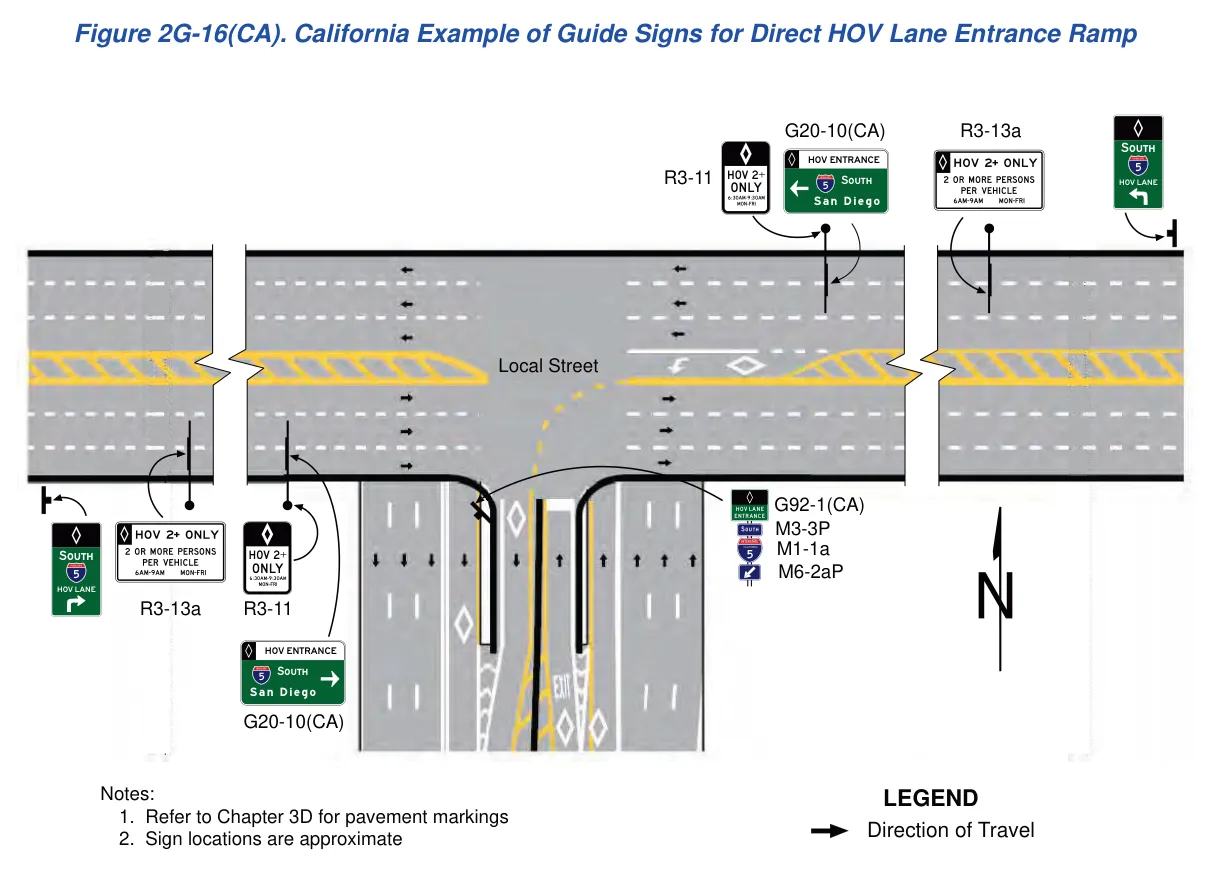 Figure 2G-16(CA). California Example of Guide Signs for Direct HOV Lane Entrance Ramp
G20-10(CA)
R3-13a
R3-11
HOV 2+
ONLY
6:30AM-9:30AM
MON-FRI
HOV ENTRANCE
5 SOUTH
San Diego
HOV 2+ ONLY
2 OR MORE PERSONS
PER VEHICLE
6AM-9AM MON-FRI
SOUTH
5
HOV LANE
Local Street
SOUTH
5
HOV LANE
HOV 2+ ONLY
2 OR MORE PERSONS
PER VEHICLE
6AM-9AM MON-FRI
R3-13a
HOV 2+
ONLY
6:30AM-9:30AM
MON-FRI
R3-11
HOV ENTRANCE
5 SOUTH
San Diego
G20-10(CA)
HOV LANE
ENTRANCE
G92-1(CA)
SOUTH
M3-3P
5
M1-1a
M6-2aP
EXIT
N
Notes:
1. Refer to Chapter 3D for pavement markings
2. Sign locations are approximate
LEGEND
Direction of Travel